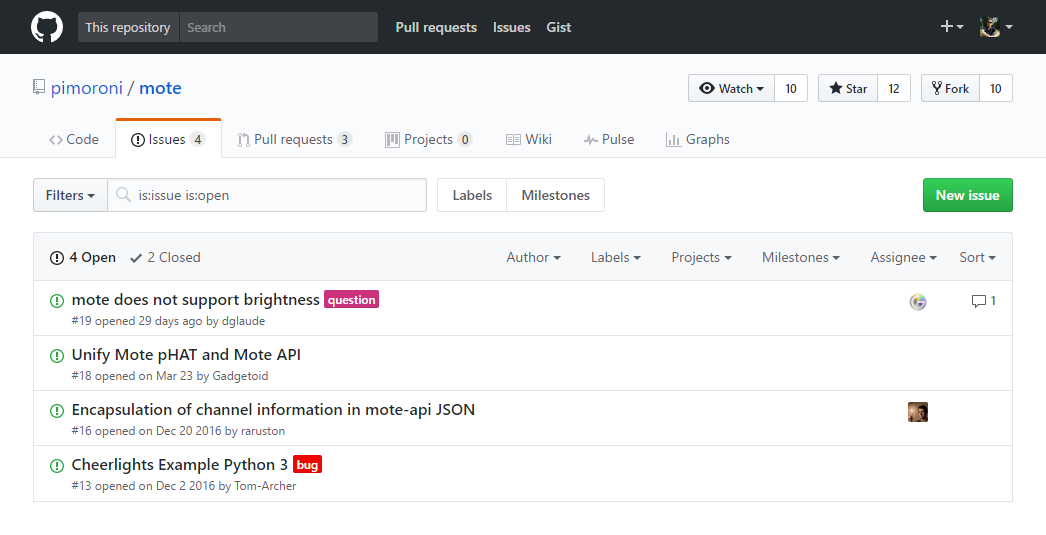 This repository Search Pull requests Issues Gist
pimoroni / mote Watch 10 Star 12 Fork 10
Code Issues 4 Pull requests 3 Projects 0 Wiki Pulse Graphs
Filters is:issue is:open Labels Milestones New issue
4 Open 2 Closed Author Labels Projects Milestones Assignee Sort
mote does not support brightness question 1
#19 opened 29 days ago by dglaude
Unify Mote pHAT and Mote API
#18 opened on Mar 23 by Gadgetoid
Encapsulation of channel information in mote-api JSON
#16 opened on Dec 20 2016 by raruston
Cheerlights Example Python 3 bug
#13 opened on Dec 2 2016 by Tom-Archer